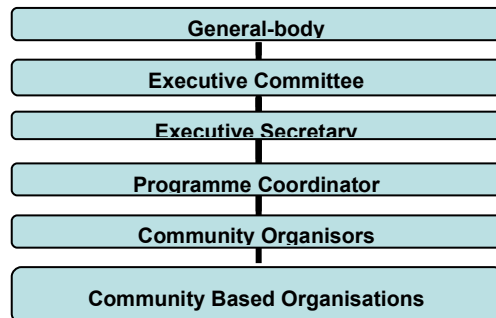 General-body
Executive Committee
Executive Secretary
Programme Coordinator
Community Organisors
Community Based Organisations